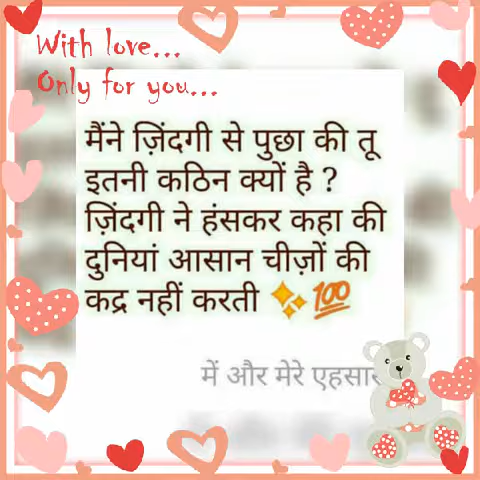 With love...
Only for you...
मैंने ज़िंदगी से पुछा की तू
इतनी कठिन क्यों है ?
ज़िंदगी ने हंसकर कहा की
दुनियां आसान चीज़ों की
कद्र नहीं करती ✨ 💯
में और मेरे एहसास